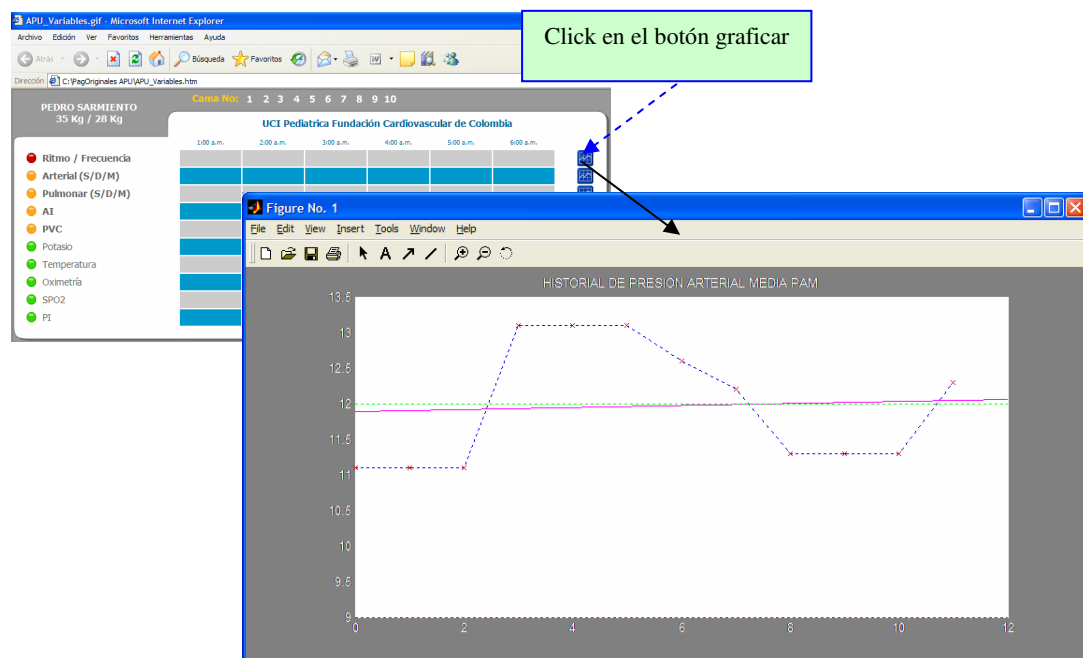 APU_Variables.gif - Microsoft Internet Explorer
Archivo Edición Ver Favoritos Herramientas Ayuda
Atrás Búsqueda Favoritos
Dirección C:\PagOriginales APU\APU_Variables.htm
Click en el botón graficar
PEDRO SARMIENTO
35 Kg / 28 Kg
Cama No: 1 2 3 4 5 6 7 8 9 10
UCI Pediatrica Fundación Cardiovascular de Colombia
1:00 a.m. 2:00 a.m. 3:00 a.m. 4:00 a.m. 5:00 a.m. 6:00 a.m.
Ritmo / Frecuencia
Arterial (S/D/M)
Pulmonar (S/D/M)
AI
PVC
Potasio
Temperatura
Oximetría
SPO2
PI
Figure No. 1
File Edit View Insert Tools Window Help
A
HISTORIAL DE PRESION ARTERIAL MEDIA PAM
13.5
13
12.5
12
11.5
11
10.5
10
9.5
9
0 2 4 6 8 10 12